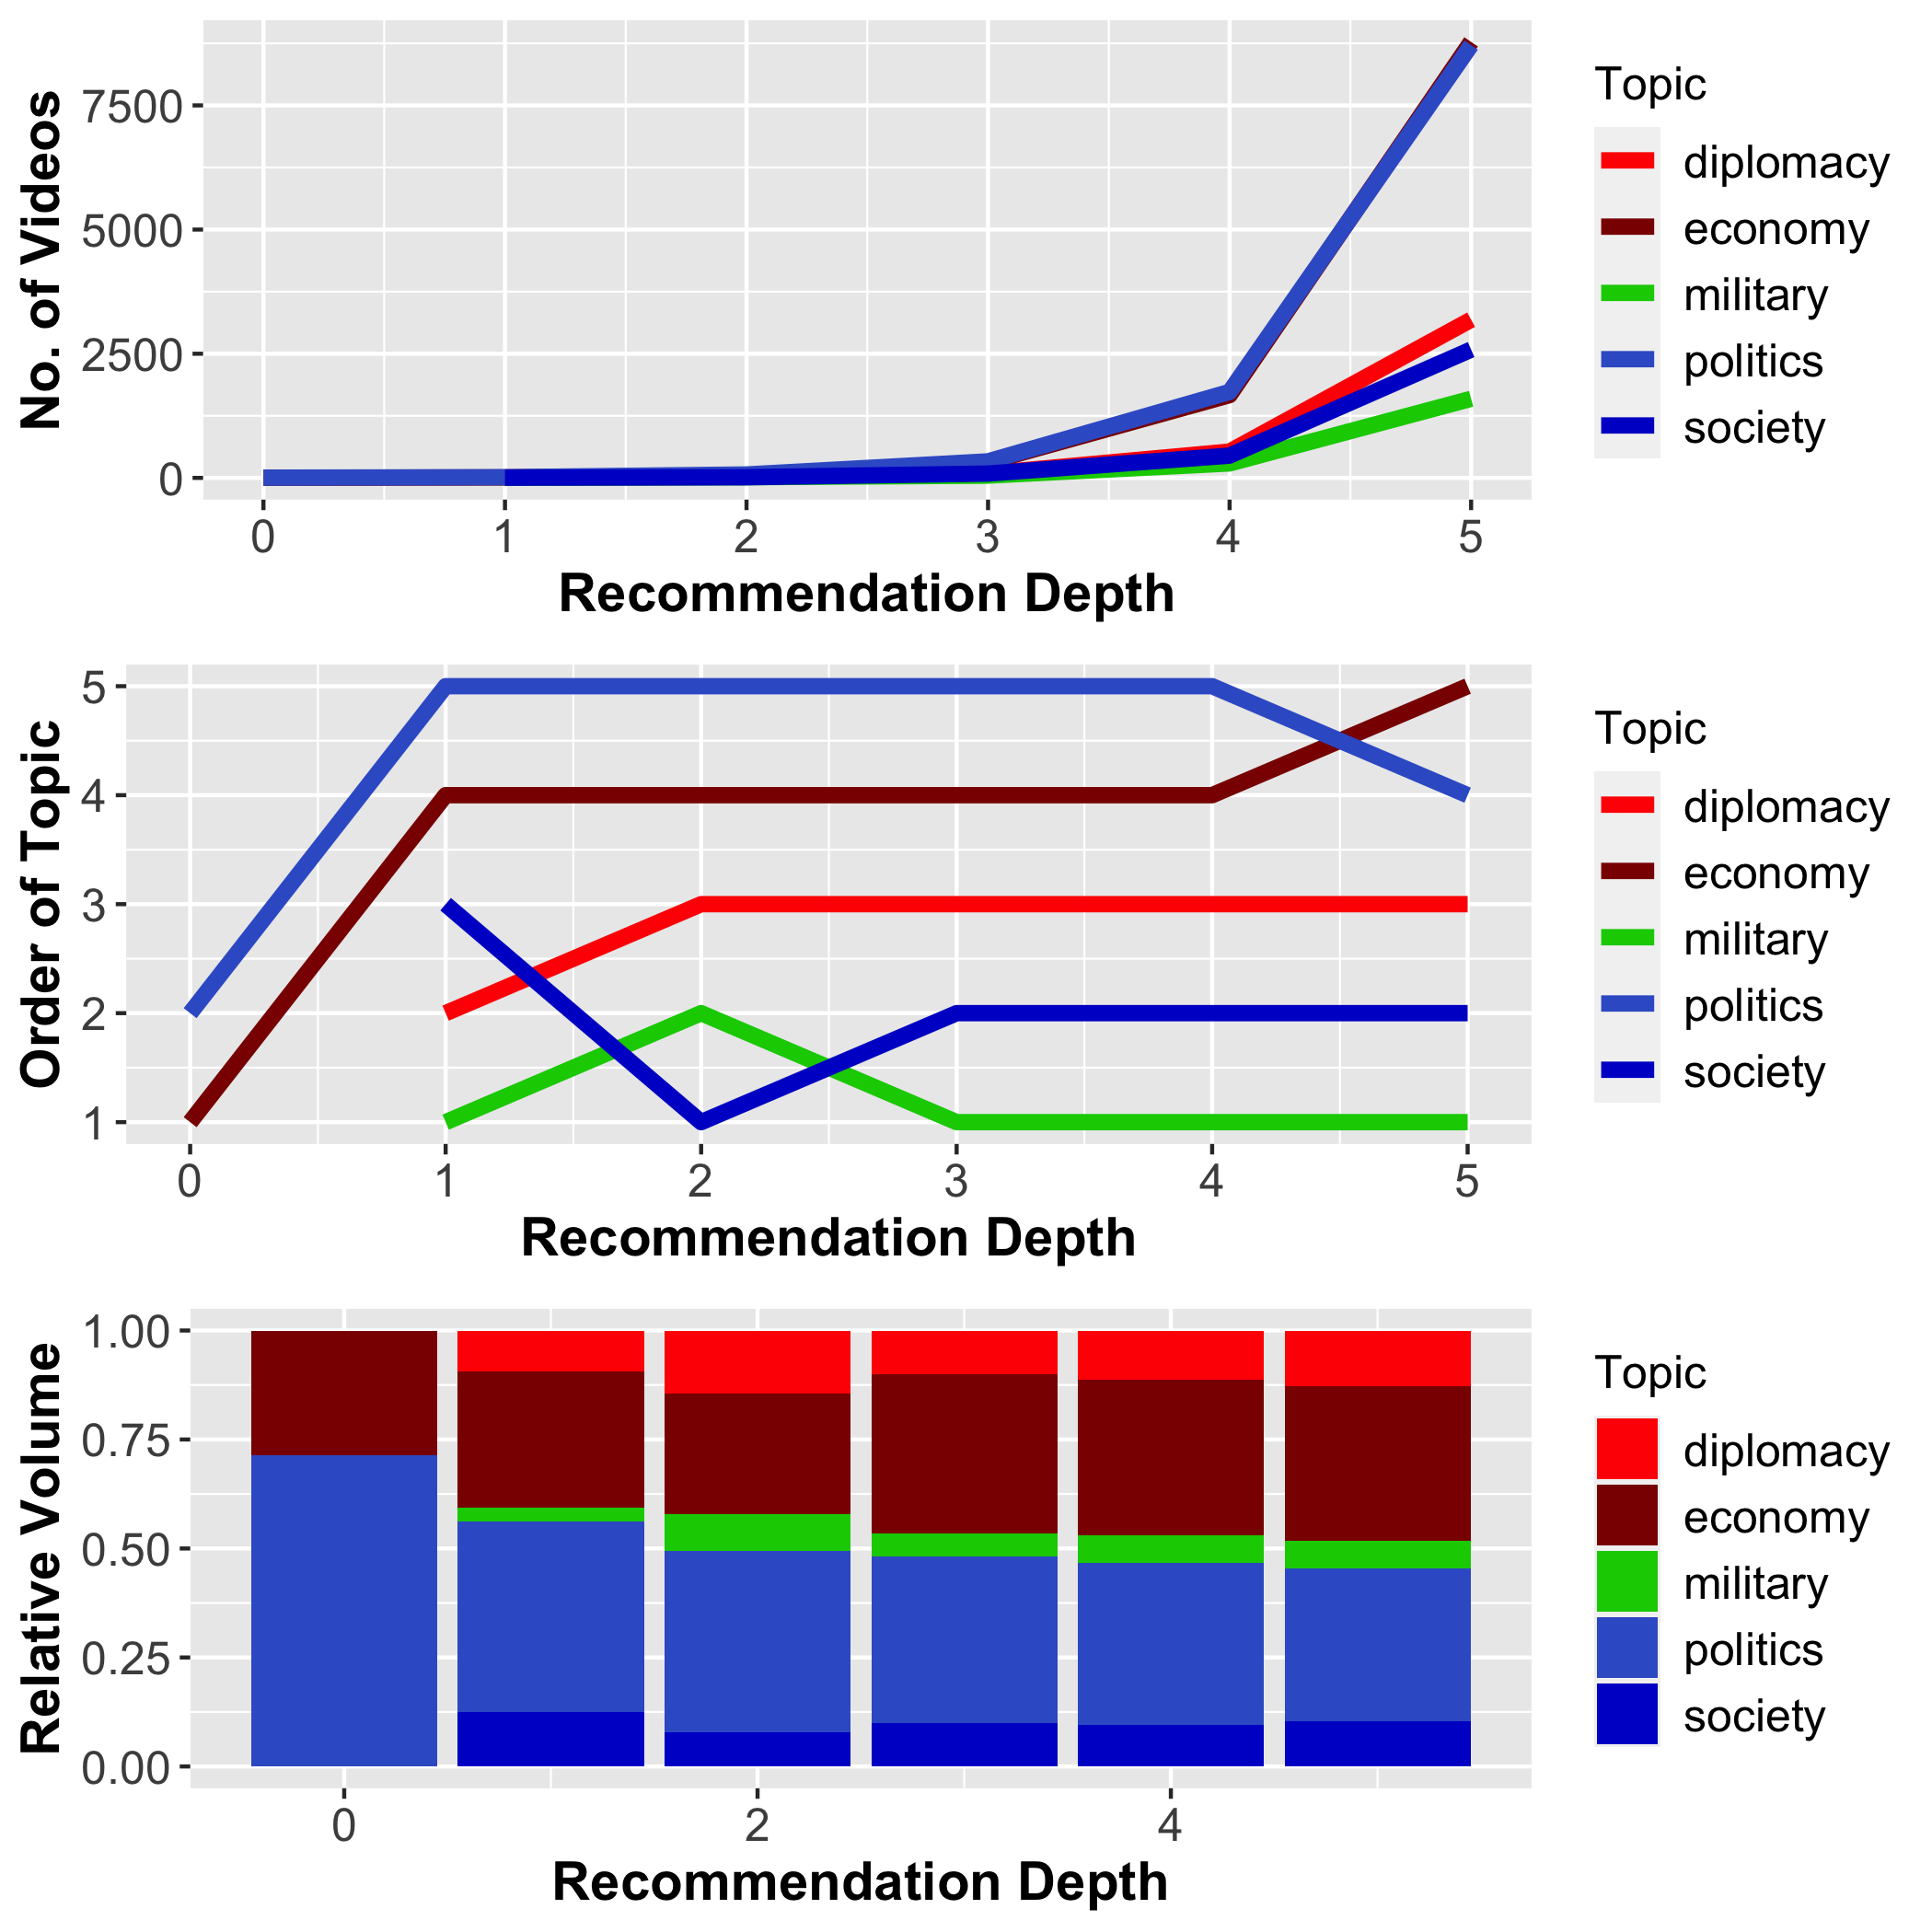 No. of Videos
7500
5000
2500
0
0 1 2 3 4 5
Recommendation Depth
Topic
diplomacy
economy
military
politics
society
Order of Topic
5
4
3
2
1
0 1 2 3 4 5
Recommendation Depth
Topic
diplomacy
economy
military
politics
society
Relative Volume
1.00
0.75
0.50
0.25
0.00
0 2 4
Recommendation Depth
Topic
diplomacy
economy
military
politics
society